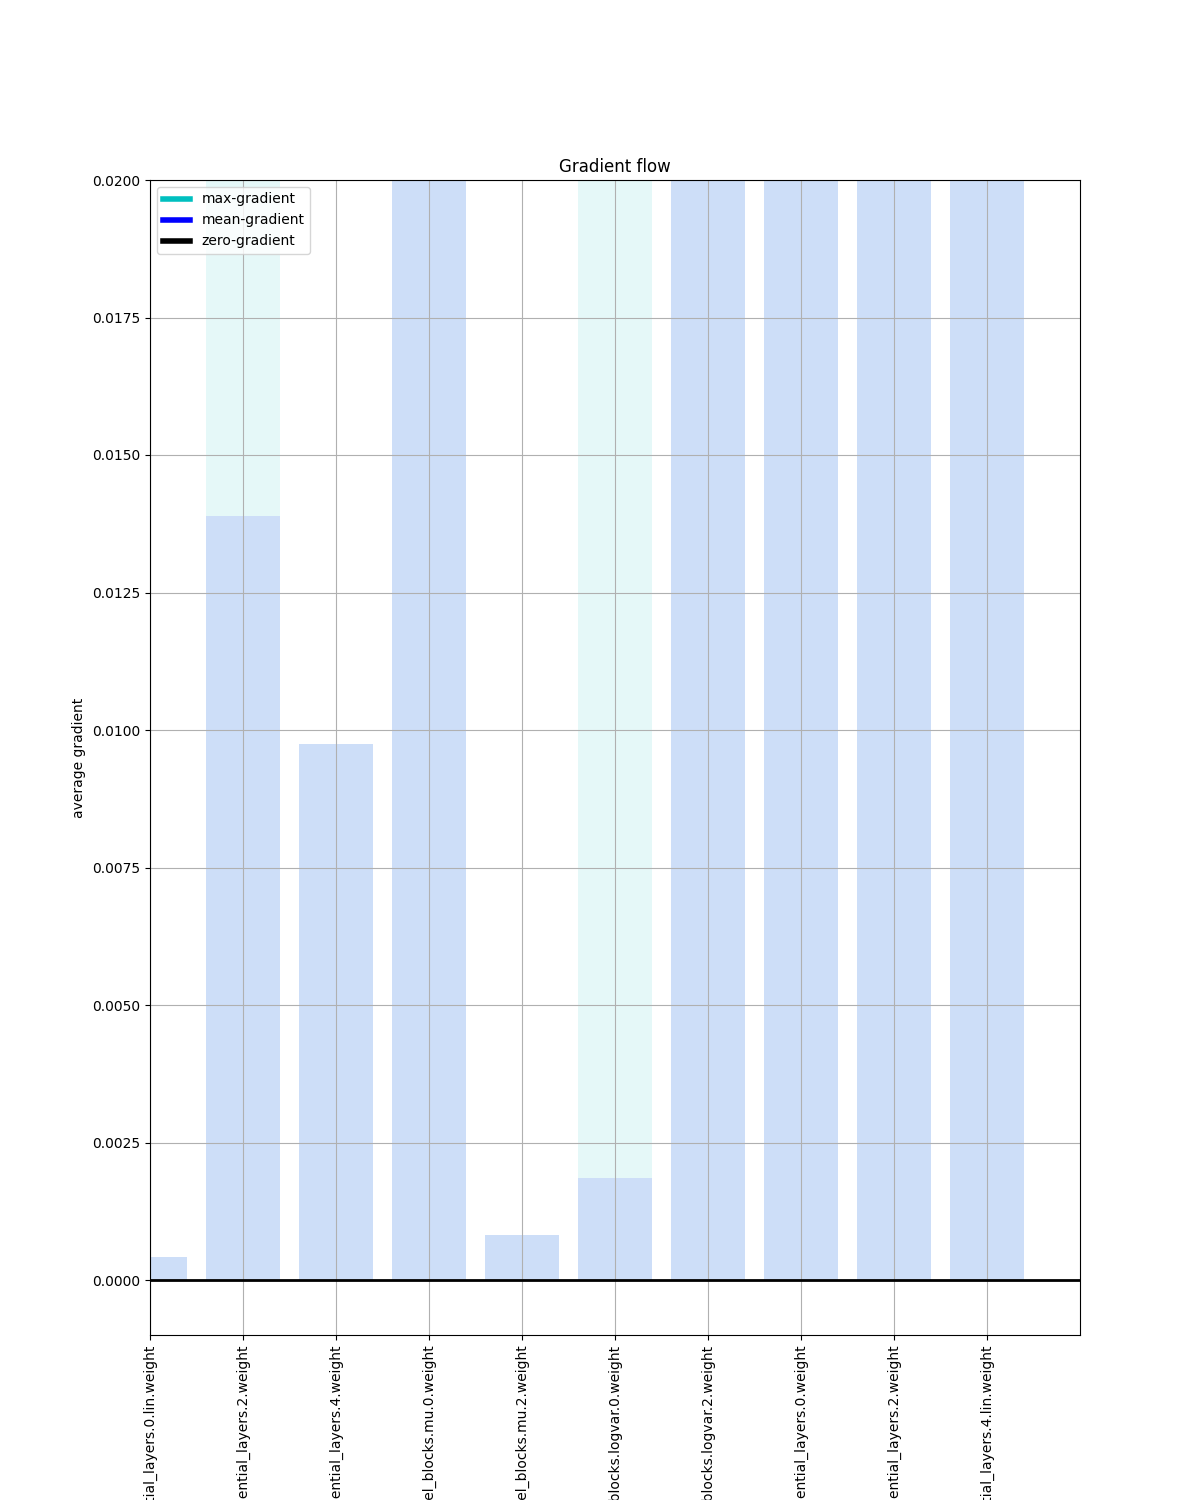 Gradient flow
max-gradient
mean-gradient
zero-gradient
0.0200
0.0175
0.0150
0.0125
0.0100
0.0075
0.0050
0.0025
0.0000
average gradient
tial_layers.0.lin.weight
ential_layers.2.weight
ential_layers.4.weight
el_blocks.mu.0.weight
el_blocks.mu.2.weight
blocks.logvar.0.weight
blocks.logvar.2.weight
ential_layers.0.weight
ential_layers.2.weight
tial_layers.4.lin.weight